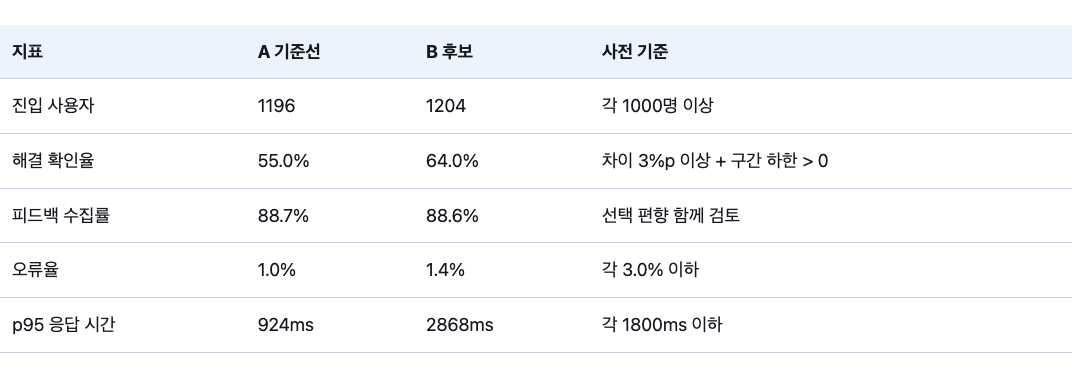 지표 A 기준선 B 후보 사전 기준
진입 사용자 1196 1204 각 1000명 이상
해결 확인율 55.0% 64.0% 차이 3%p 이상 + 구간 하한 > 0
피드백 수집률 88.7% 88.6% 선택 편향 함께 검토
오류율 1.0% 1.4% 각 3.0% 이하
p95 응답 시간 924ms 2868ms 각 1800ms 이하